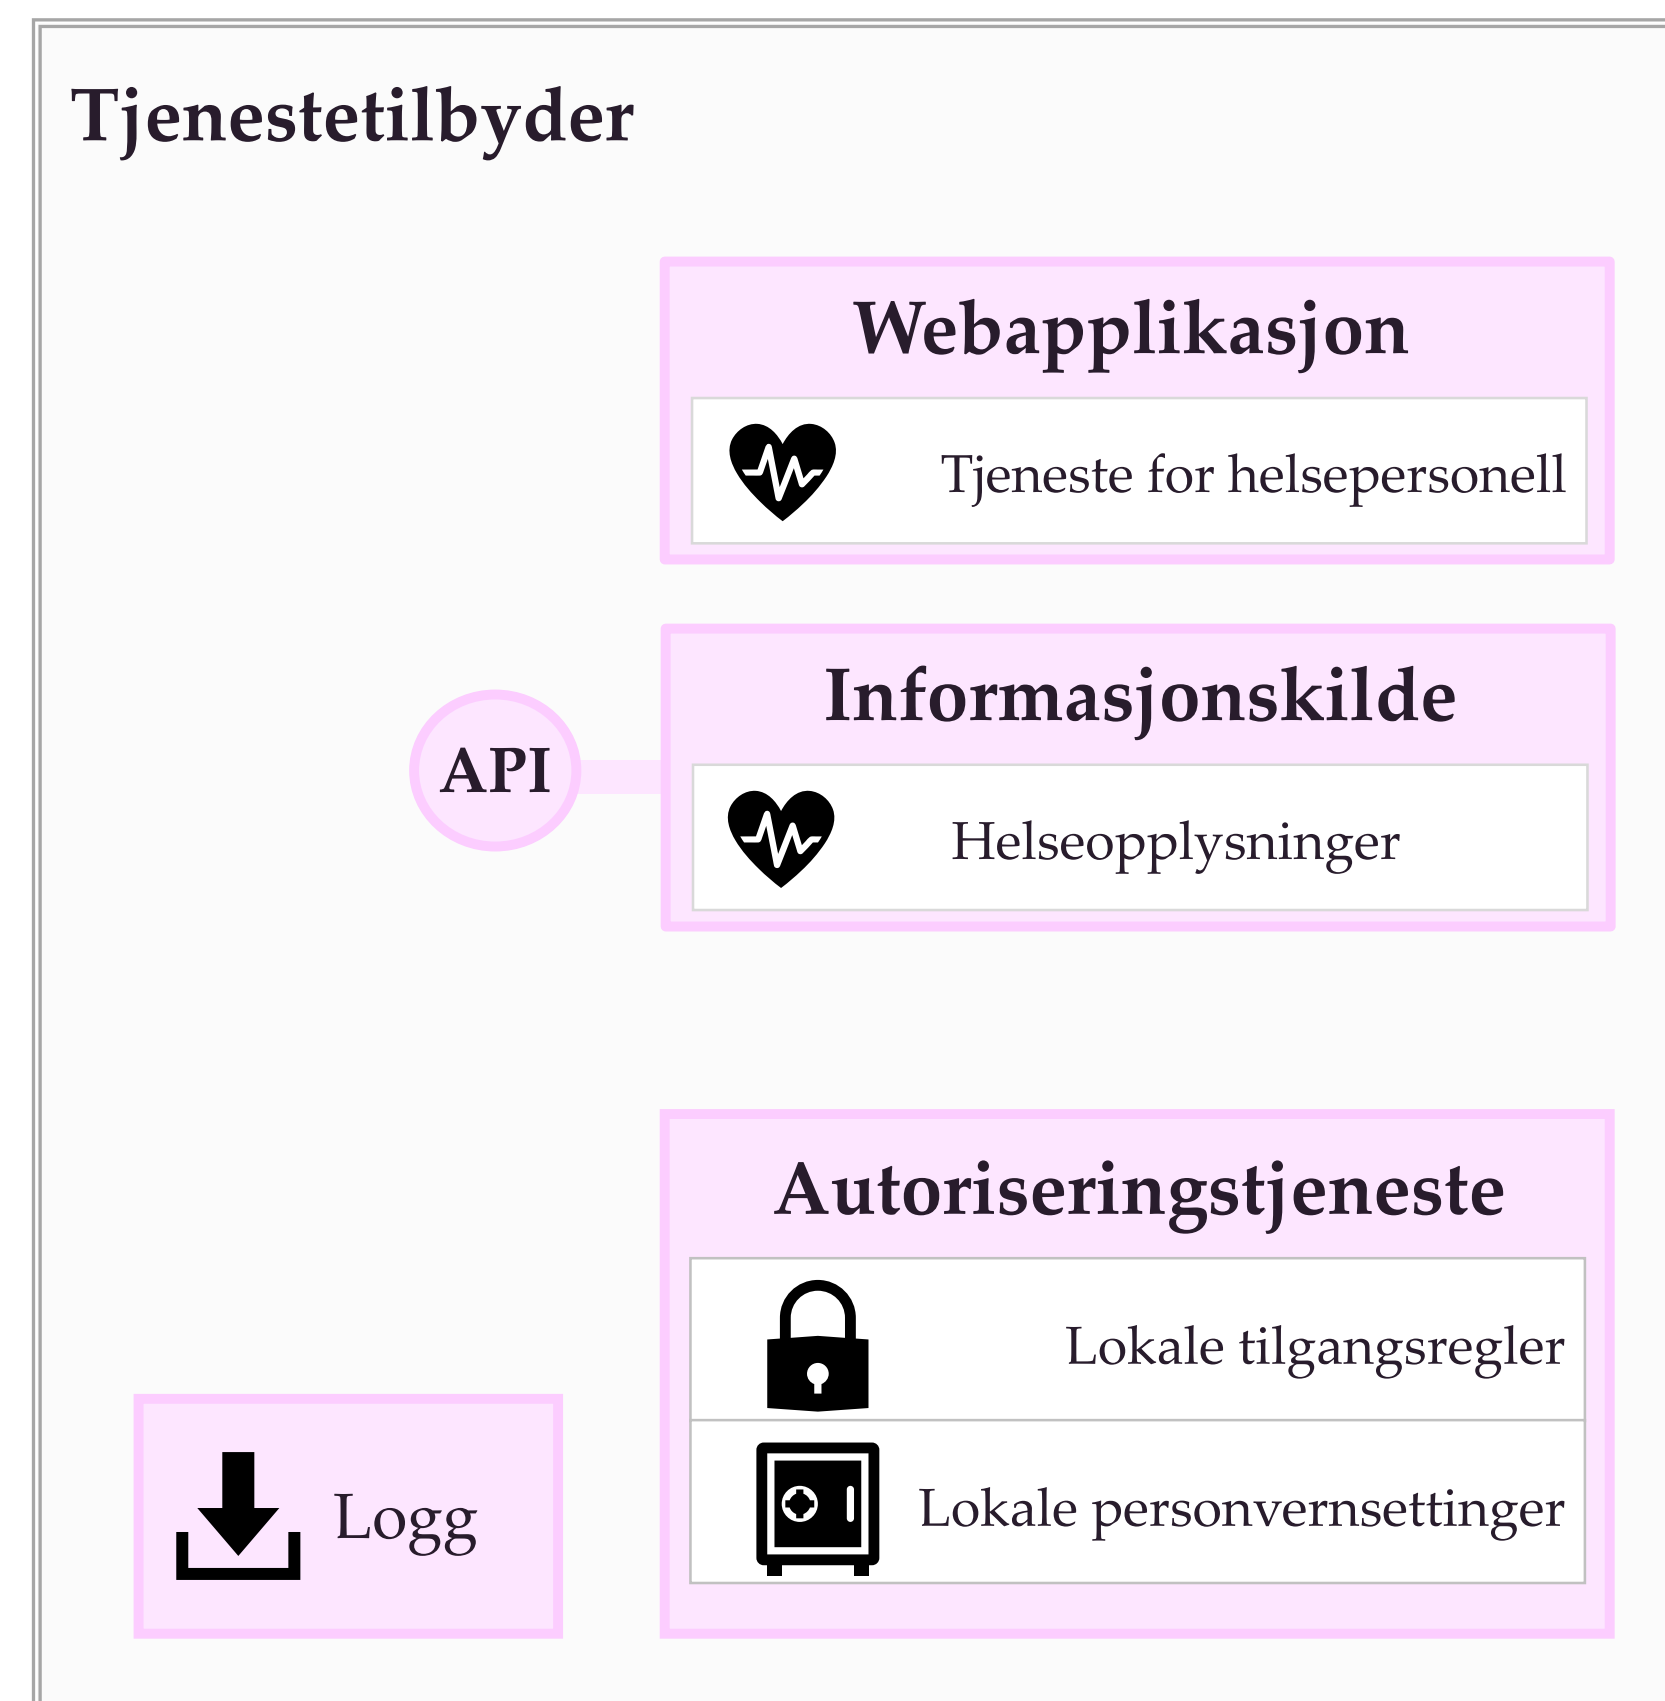 Tjenestetilbyder
Webapplikasjon
Tjeneste for helsepersonell
Informasjonskilde
API
Helseopplysninger
Autoriseringstjeneste
Lokale tilgangsregler
Lokale personvernsettinger
Logg